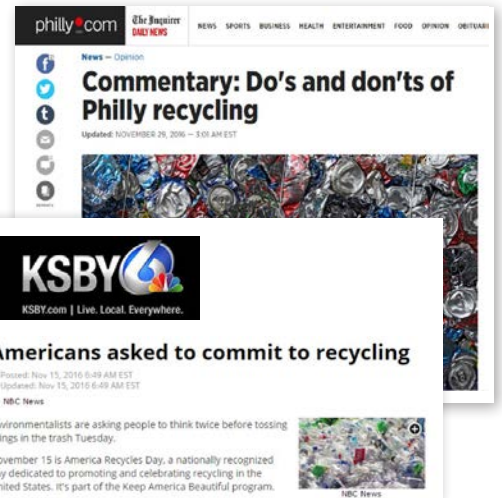 philly.com
The Inquirer
DAILY NEWS
NEWS SPORTS BUSINESS HEALTH ENTERTAINMENT FOOD OPINION OBITUARI
News — Opinion
Commentary: Do's and don'ts of
Philly recycling
Updated: NOVEMBER 29, 2016 — 3:01 AM EST
KSBY6
KSBY.com | Live. Local. Everywhere.
Americans asked to commit to recycling
Posted: Nov 15, 2016 6:49 AM EST
Updated: Nov 15, 2016 6:49 AM EST
NBC News
vironmentalists are asking people to think twice before tossing
ings in the trash Tuesday.
ovember 15 is America Recycles Day, a nationally recognized
y dedicated to promoting and celebrating recycling in the
nited States. It's part of the Keep America Beautiful program.
NBC News